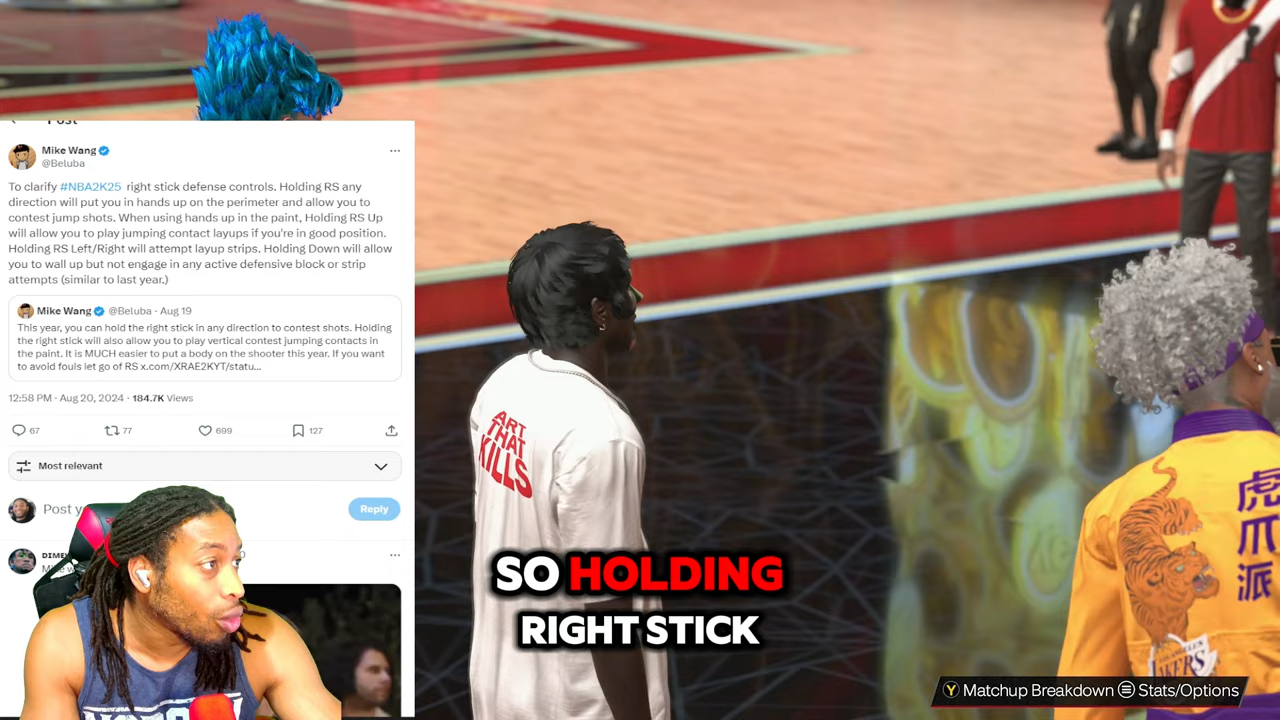 Post
Mike Wang
@Beluba
To clarify #NBA2K25 right stick defense controls. Holding RS any
direction will put you in hands up on the perimeter and allow you to
contest jump shots. When using hands up in the paint, Holding RS Up
will allow you to play jumping contact layups if you're in good position.
Holding RS Left/Right will attempt layup strips. Holding Down will allow
you to wall up but not engage in any active defensive block or strip
attempts (similar to last year.)
Mike Wang @Beluba · Aug 19
This year, you can hold the right stick in any direction to contest shots. Holding
the right stick will also allow you to play vertical contest jumping contacts in
the paint. It is MUCH easier to put a body on the shooter this year. If you want
to avoid fouls let go of RS x.com/XRAE2KYT/statu...
12:58 PM · Aug 20, 2024 · 184.7K Views
67
77
699
127
Most relevant
Post
Reply
ART
THAT
KILLS
SO HOLDING
RIGHT STICK
虎
爪
派
LAKERS
Y Matchup Breakdown Stats/Options